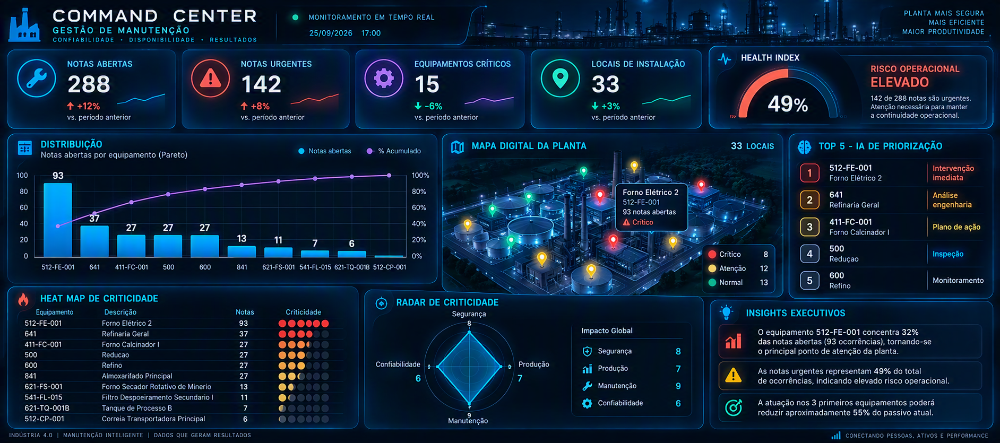 COMMAND CENTER
GESTÃO DE MANUTENÇÃO
CONFIABILIDADE • DISPONIBILIDADE • RESULTADOS
MONITORAMENTO EM TEMPO REAL
25/09/2026 17:00
PLANTA MAIS SEGURA
MAIS EFICIENTE
MAIOR PRODUTIVIDADE
NOTAS ABERTAS
288
+12%
vs. período anterior
NOTAS URGENTES
142
+8%
vs. período anterior
EQUIPAMENTOS CRÍTICOS
15
-6%
vs. período anterior
LOCAIS DE INSTALAÇÃO
33
+3%
vs. período anterior
HEALTH INDEX
49%
RISCO OPERACIONAL
ELEVADO
142 de 288 notas são urgentes.
Atenção necessária para manter
a continuidade operacional.
DISTRIBUIÇÃO
Notas abertas por equipamento (Pareto)
Notas abertas
% Acumulado
100 93 100%
80 80%
60 60%
40 37 27 27 27 40%
20 13 11 7 6 20%
0 0%
512-FE-001 641 411-FC-001 500 600 841 621-FS-001 541-FL-015 621-TQ-001B 512-CP-001
MAPA DIGITAL DA PLANTA
33 LOCAIS
Forno Elétrico 2
512-FE-001
93 notas abertas
Crítico
Crítico 8
Atenção 12
Normal 13
TOP 5 - IA DE PRIORIZAÇÃO
1 512-FE-001
Forno Elétrico 2
Intervenção
imediata
2 641
Refinaria Geral
Análise
engenharia
3 411-FC-001
Forno Calcinador I
Plano de ação
4 500
Reduçao
Inspeção
5 600
Refino
Monitoramento
HEAT MAP DE CRITICIDADE
Equipamento Descrição Notas Criticidade
512-FE-001 Forno Elétrico 2 93
641 Refinaria Geral 37
411-FC-001 Forno Calcinador I 27
500 Reducao 27
600 Refino 27
841 Almoxarifado Principal 27
621-FS-001 Forno Secador Rotativo de Minerio 13
541-FL-015 Filtro Despoeiramento Secundario I 11
621-TQ-001B Tanque de Processo B 7
512-CP-001 Correia Transportadora Principal 6
RADAR DE CRITICIDADE
Segurança
8
Confiabilidade
6
Produção
7
9
Manutenção
Impacto Global
Segurança 8
Produção 7
Manutenção 9
Confiabilidade 6
INSIGHTS EXECUTIVOS
O equipamento 512-FE-001 concentra 32%
das notas abertas (93 ocorrências), tornando-se
o principal ponto de atenção da planta.
As notas urgentes representam 49% do total
de ocorrências, indicando elevado risco operacional.
A atuação nos 3 primeiros equipamentos poderá
reduzir aproximadamente 55% do passivo atual.
INDÚSTRIA 4.0 | MANUTENÇÃO INTELIGENTE | DADOS QUE GERAM RESULTADOS
CONECTANDO PESSOAS, ATIVOS E PERFORMANCE